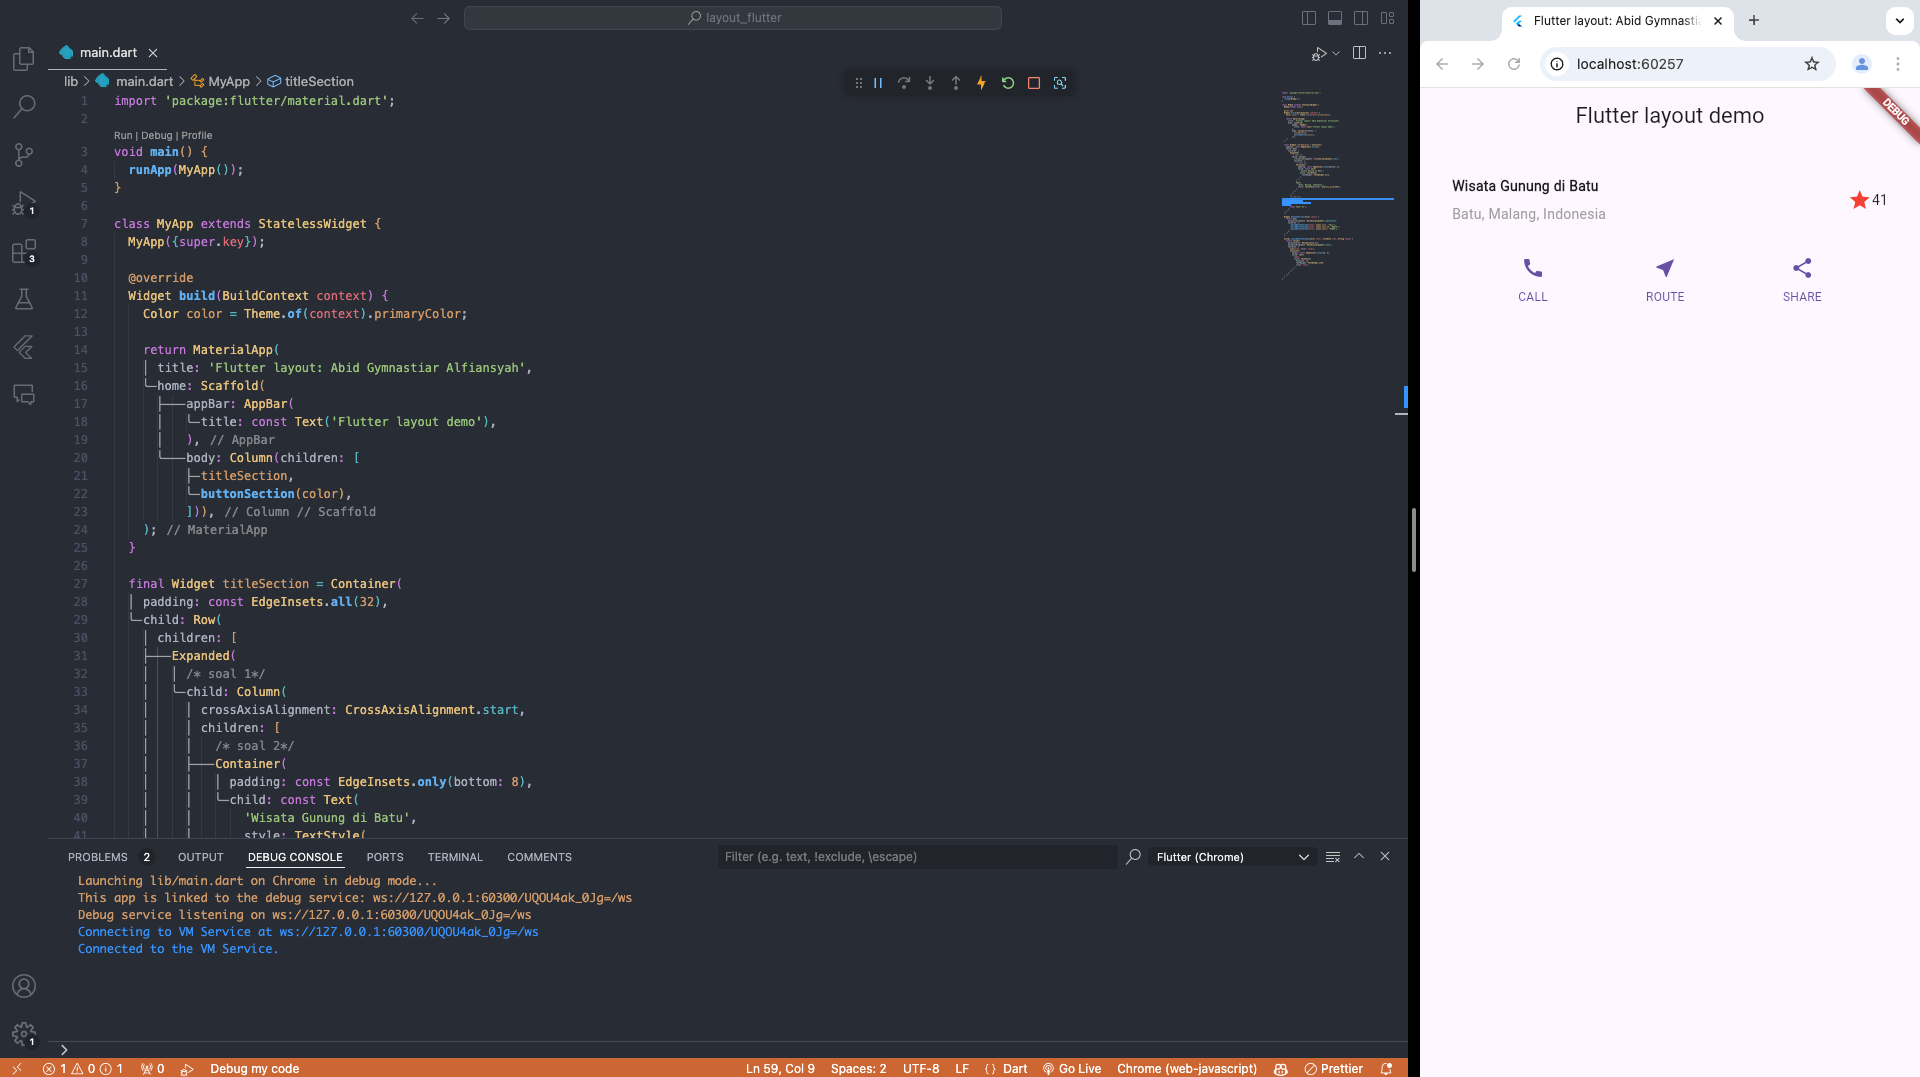 layout_flutter
main.dart
lib > main.dart > MyApp > titleSection
1 import 'package:flutter/material.dart';
2
Run | Debug | Profile
3 void main() {
4 runApp(MyApp());
5 }
6
7 class MyApp extends StatelessWidget {
8 MyApp({super.key});
9
10 @override
11 Widget build(BuildContext context) {
12 Color color = Theme.of(context).primaryColor;
13
14 return MaterialApp(
15 title: 'Flutter layout: Abid Gymnastiar Alfiansyah',
16 home: Scaffold(
17 appBar: AppBar(
18 title: const Text('Flutter layout demo'),
19 ), // AppBar
20 body: Column(children: [
21 titleSection,
22 buttonSection(color),
23 ])), // Column // Scaffold
24 ); // MaterialApp
25 }
26
27 final Widget titleSection = Container(
28 padding: const EdgeInsets.all(32),
29 child: Row(
30 children: [
31 Expanded(
32 /* soal 1*/
33 child: Column(
34 crossAxisAlignment: CrossAxisAlignment.start,
35 children: [
36 /* soal 2*/
37 Container(
38 padding: const EdgeInsets.only(bottom: 8),
39 child: const Text(
40 'Wisata Gunung di Batu',
41 style: TextStyle(
PROBLEMS 2 OUTPUT DEBUG CONSOLE PORTS TERMINAL COMMENTS
Filter (e.g. text, !exclude, \escape)
Flutter (Chrome)
Launching lib/main.dart on Chrome in debug mode...
This app is linked to the debug service: ws://127.0.0.1:60300/UQOU4ak_0Jg=/ws
Debug service listening on ws://127.0.0.1:60300/UQOU4ak_0Jg=/ws
Connecting to VM Service at ws://127.0.0.1:60300/UQOU4ak_0Jg=/ws
Connected to the VM Service.
1
3
1
1 0 1 0 Debug my code
Ln 59, Col 9 Spaces: 2 UTF-8 LF {} Dart Go Live Chrome (web-javascript) Prettier
Flutter layout: Abid Gymnasti
localhost:60257
DEBUG
Flutter layout demo
Wisata Gunung di Batu
Batu, Malang, Indonesia
41
CALL ROUTE SHARE